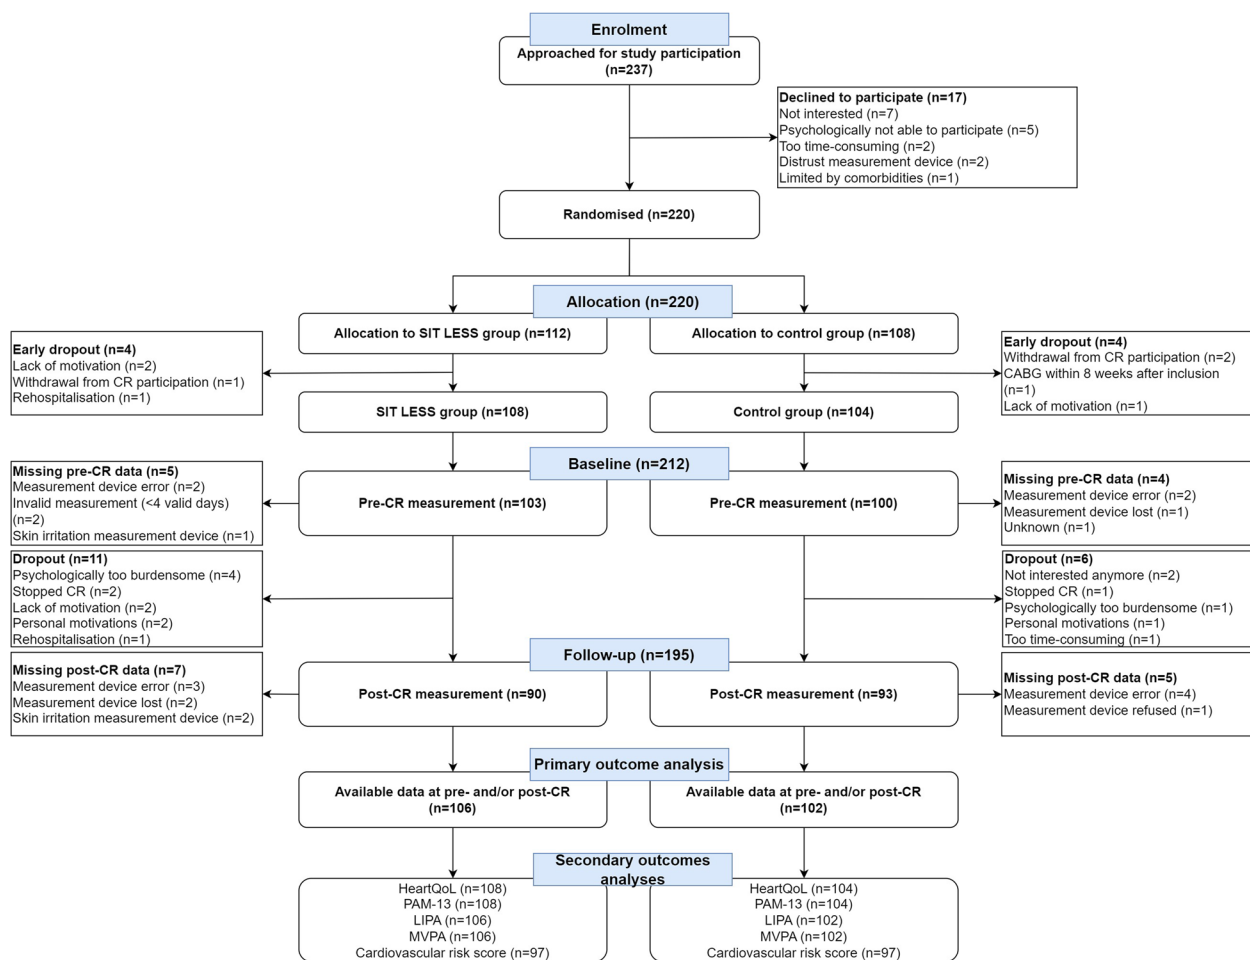 Enrolment
Approached for study participation
(n=237)
Declined to participate (n=17)
Not interested (n=7)
Psychologically not able to participate (n=5)
Too time-consuming (n=2)
Distrust measurement device (n=2)
Limited by comorbidities (n=1)
Randomised (n=220)
Allocation (n=220)
Allocation to SIT LESS group (n=112)
Allocation to control group (n=108)
Early dropout (n=4)
Lack of motivation (n=2)
Withdrawal from CR participation (n=1)
Rehospitalisation (n=1)
Early dropout (n=4)
Withdrawal from CR participation (n=2)
CABG within 8 weeks after inclusion
(n=1)
Lack of motivation (n=1)
SIT LESS group (n=108)
Control group (n=104)
Baseline (n=212)
Missing pre-CR data (n=5)
Measurement device error (n=2)
Invalid measurement (<4 valid days)
(n=2)
Skin irritation measurement device (n=1)
Pre-CR measurement (n=103)
Pre-CR measurement (n=100)
Missing pre-CR data (n=4)
Measurement device error (n=2)
Measurement device lost (n=1)
Unknown (n=1)
Dropout (n=11)
Psychologically too burdensome (n=4)
Stopped CR (n=2)
Lack of motivation (n=2)
Personal motivations (n=2)
Rehospitalisation (n=1)
Dropout (n=6)
Not interested anymore (n=2)
Stopped CR (n=1)
Psychologically too burdensome (n=1)
Personal motivations (n=1)
Too time-consuming (n=1)
Follow-up (n=195)
Missing post-CR data (n=7)
Measurement device error (n=3)
Measurement device lost (n=2)
Skin irritation measurement device (n=2)
Post-CR measurement (n=90)
Post-CR measurement (n=93)
Missing post-CR data (n=5)
Measurement device error (n=4)
Measurement device refused (n=1)
Primary outcome analysis
Available data at pre- and/or post-CR
(n=106)
Available data at pre- and/or post-CR
(n=102)
Secondary outcomes
analyses
HeartQoL (n=108)
PAM-13 (n=108)
LIPA (n=106)
MVPA (n=106)
Cardiovascular risk score (n=97)
HeartQoL (n=104)
PAM-13 (n=104)
LIPA (n=102)
MVPA (n=102)
Cardiovascular risk score (n=97)